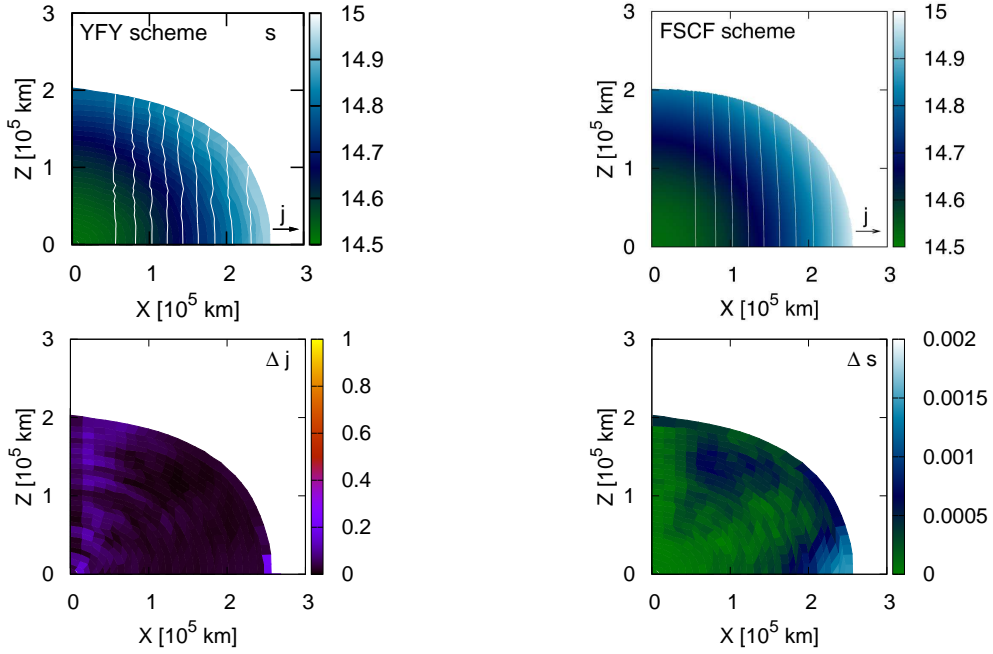 YFY scheme s
Z [10^5 km]
3
2
1
0
0 1 2 3
X [10^5 km]
15
14.9
14.8
14.7
14.6
14.5
j
FSCF scheme
Z [10^5 km]
3
2
1
0
0 1 2 3
X [10^5 km]
15
14.9
14.8
14.7
14.6
14.5
j
Δ j
Z [10^5 km]
3
2
1
0
0 1 2 3
X [10^5 km]
1
0.8
0.6
0.4
0.2
0
Δ s
Z [10^5 km]
3
2
1
0
0 1 2 3
X [10^5 km]
0.002
0.0015
0.001
0.0005
0